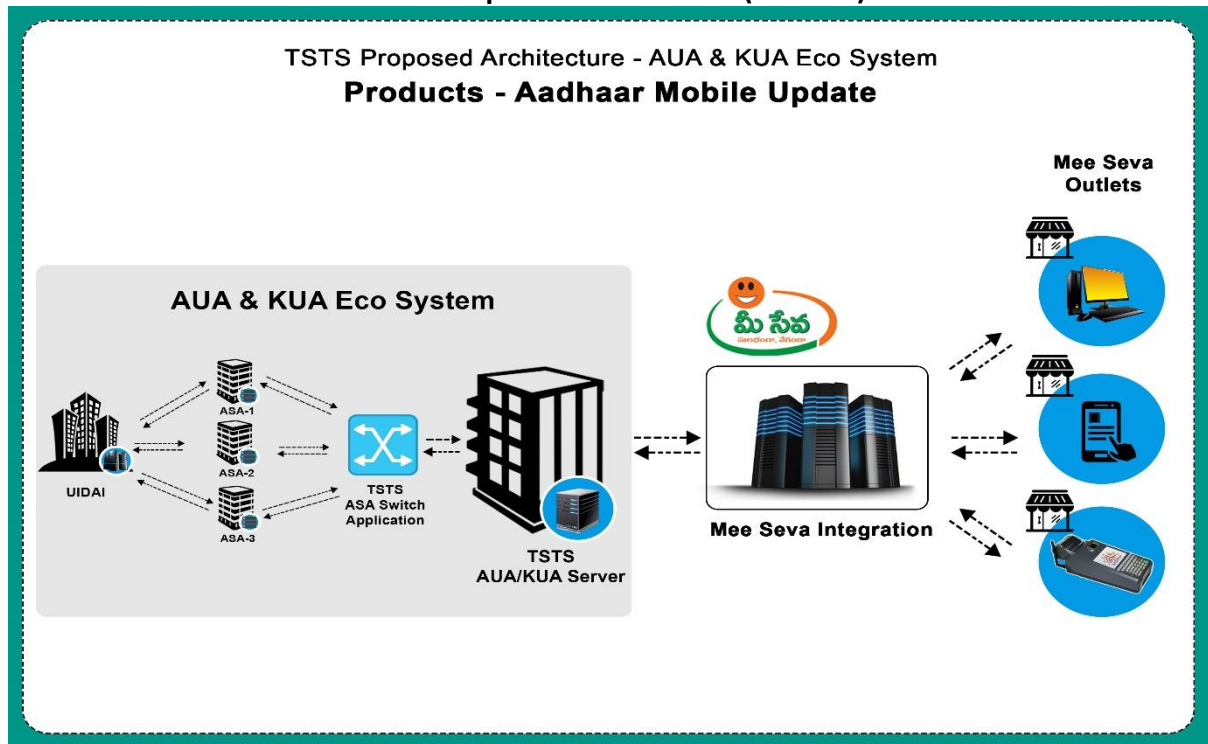 TSTS Proposed Architecture - AUA & KUA Eco System
Products - Aadhaar Mobile Update
Mee Seva
Outlets
AUA & KUA Eco System
మీ సేవ
ASA-1
ASA-2
UIDAI
TSTS
ASA Switch
Application
ASA-3
Mee Seva Integration
TSTS
AUA/KUA Server